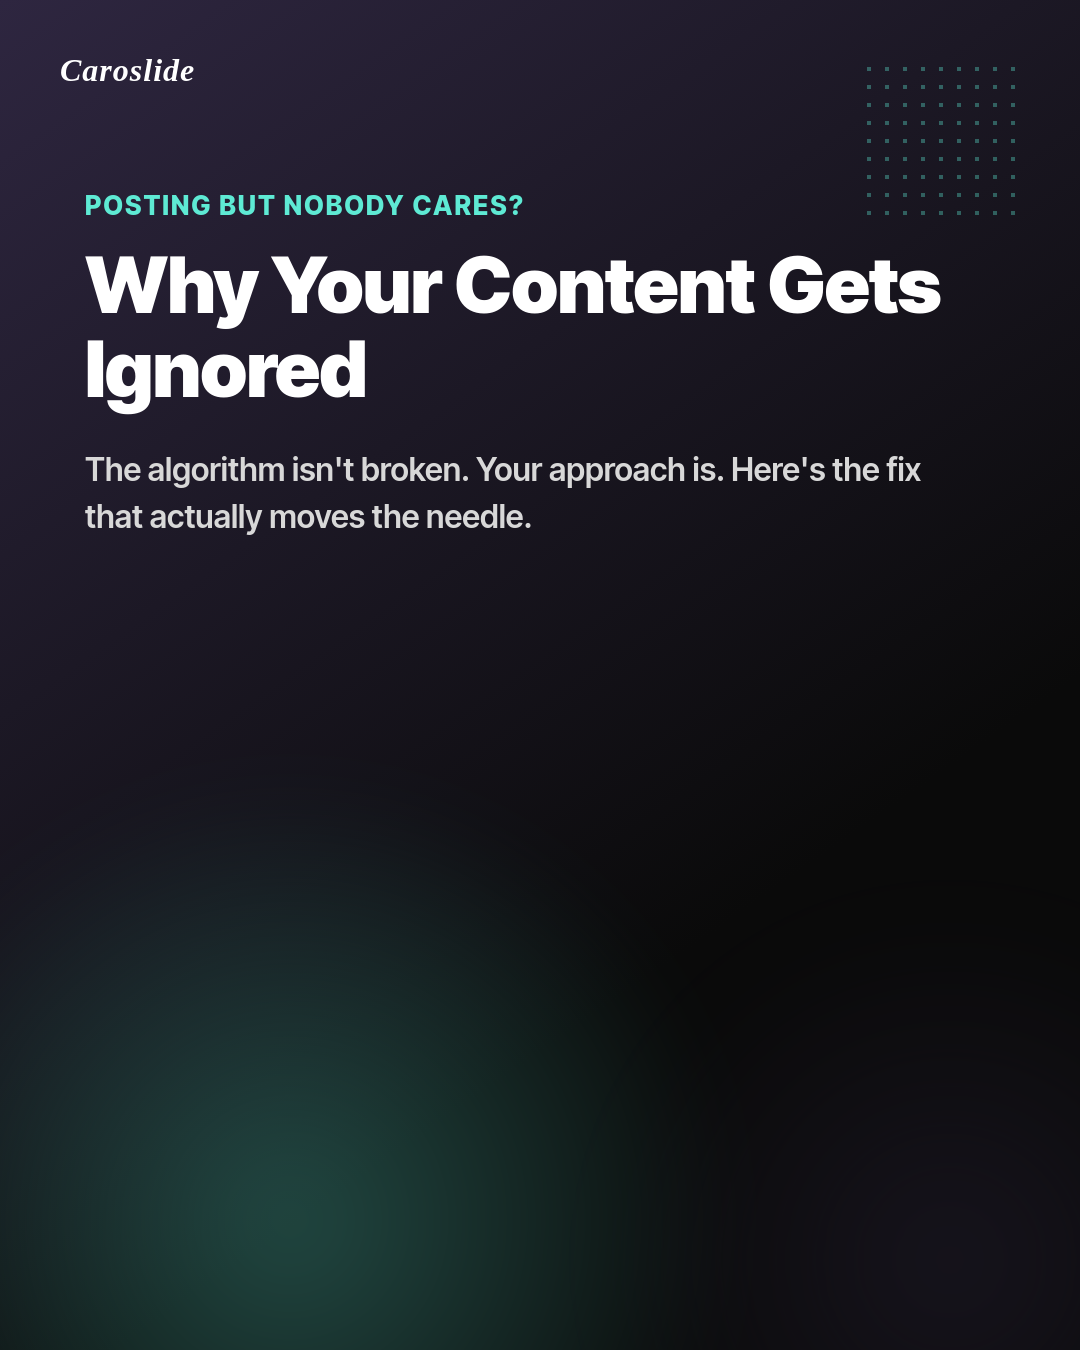 Caroslide
POSTING BUT NOBODY CARES?
Why Your Content Gets
Ignored
The algorithm isn't broken. Your approach is. Here's the fix
that actually moves the needle.